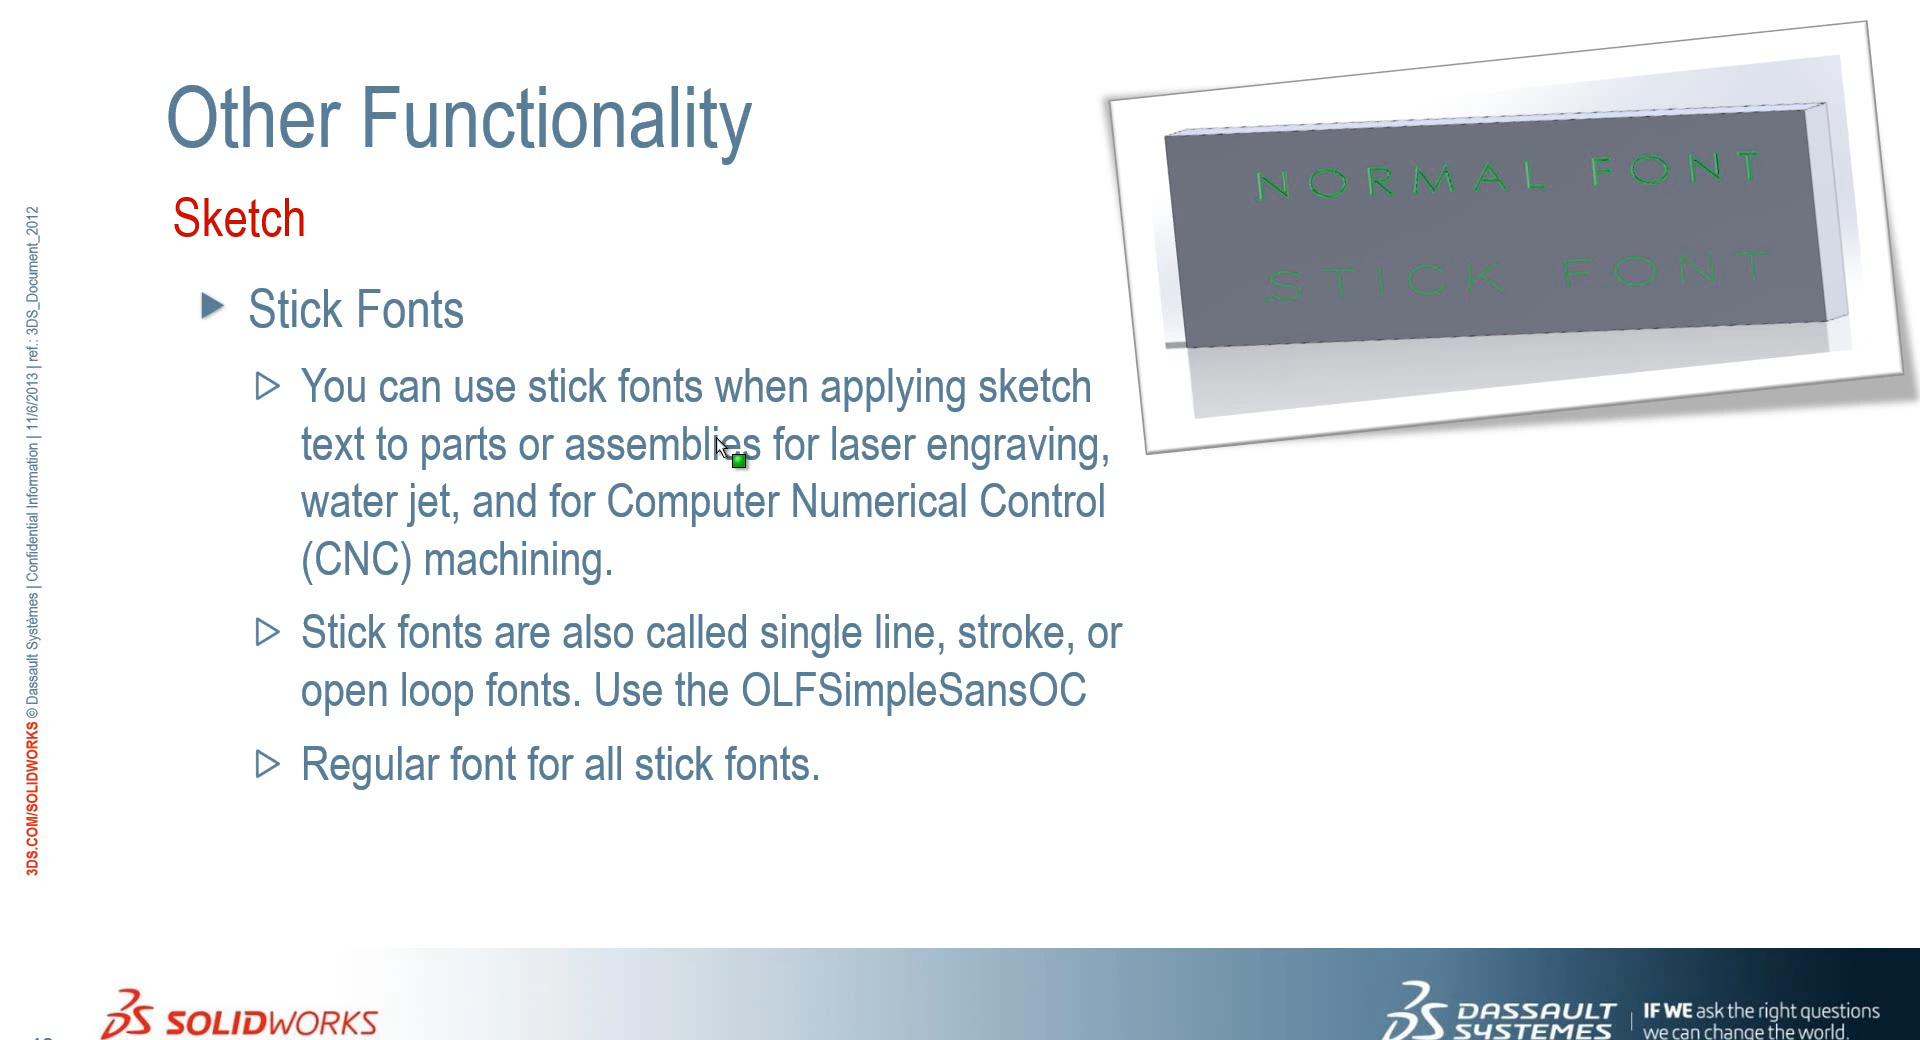 Other Functionality
Sketch
Stick Fonts
You can use stick fonts when applying sketch
text to parts or assemblies for laser engraving,
water jet, and for Computer Numerical Control
(CNC) machining.
Stick fonts are also called single line, stroke, or
open loop fonts. Use the OLFSimpleSansOC
Regular font for all stick fonts.
NORMAL FONT
STICK FONT
3DS.COM/SOLIDWORKS © Dassault Systèmes | Confidential Information | 11/6/2013 | ref.: 3DS_Document_2012
SOLIDWORKS
DASSAULT
SYSTEMES
IF WE ask the right questions
we can change the world.